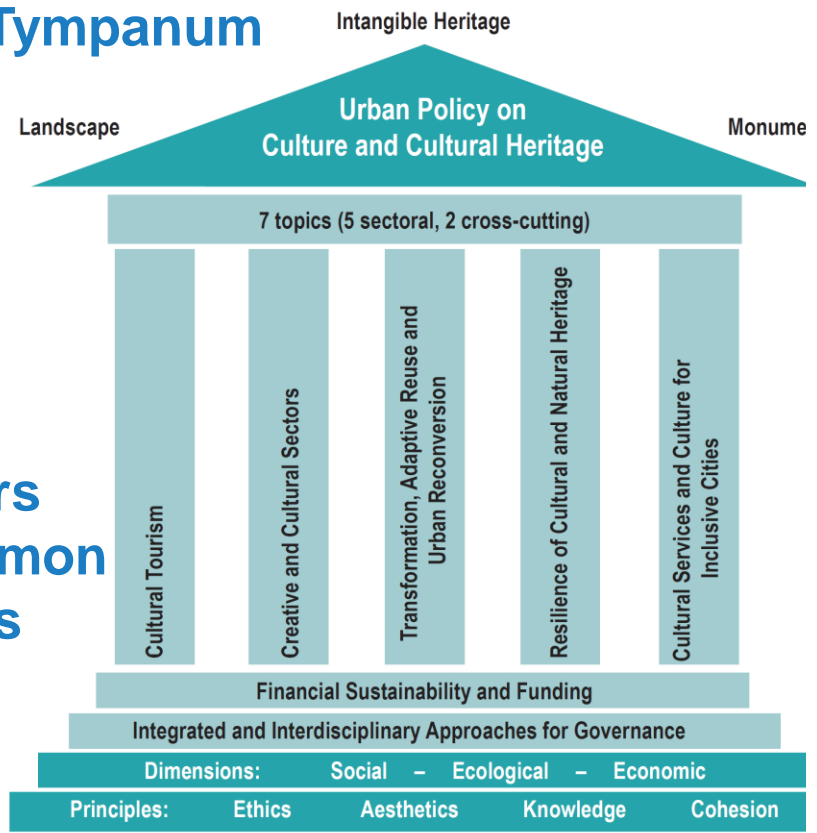 Tympanum
Intangible Heritage
Landscape
Monume
Urban Policy on
Culture and Cultural Heritage
7 topics (5 sectoral, 2 cross-cutting)
rs
mon
s
Cultural Tourism
Creative and Cultural Sectors
Transformation, Adaptive Reuse and
Urban Reconversion
Resilience of Cultural and Natural Heritage
Cultural Services and Culture for
Inclusive Cities
Financial Sustainability and Funding
Integrated and Interdisciplinary Approaches for Governance
Dimensions: Social – Ecological – Economic
Principles: Ethics Aesthetics Knowledge Cohesion